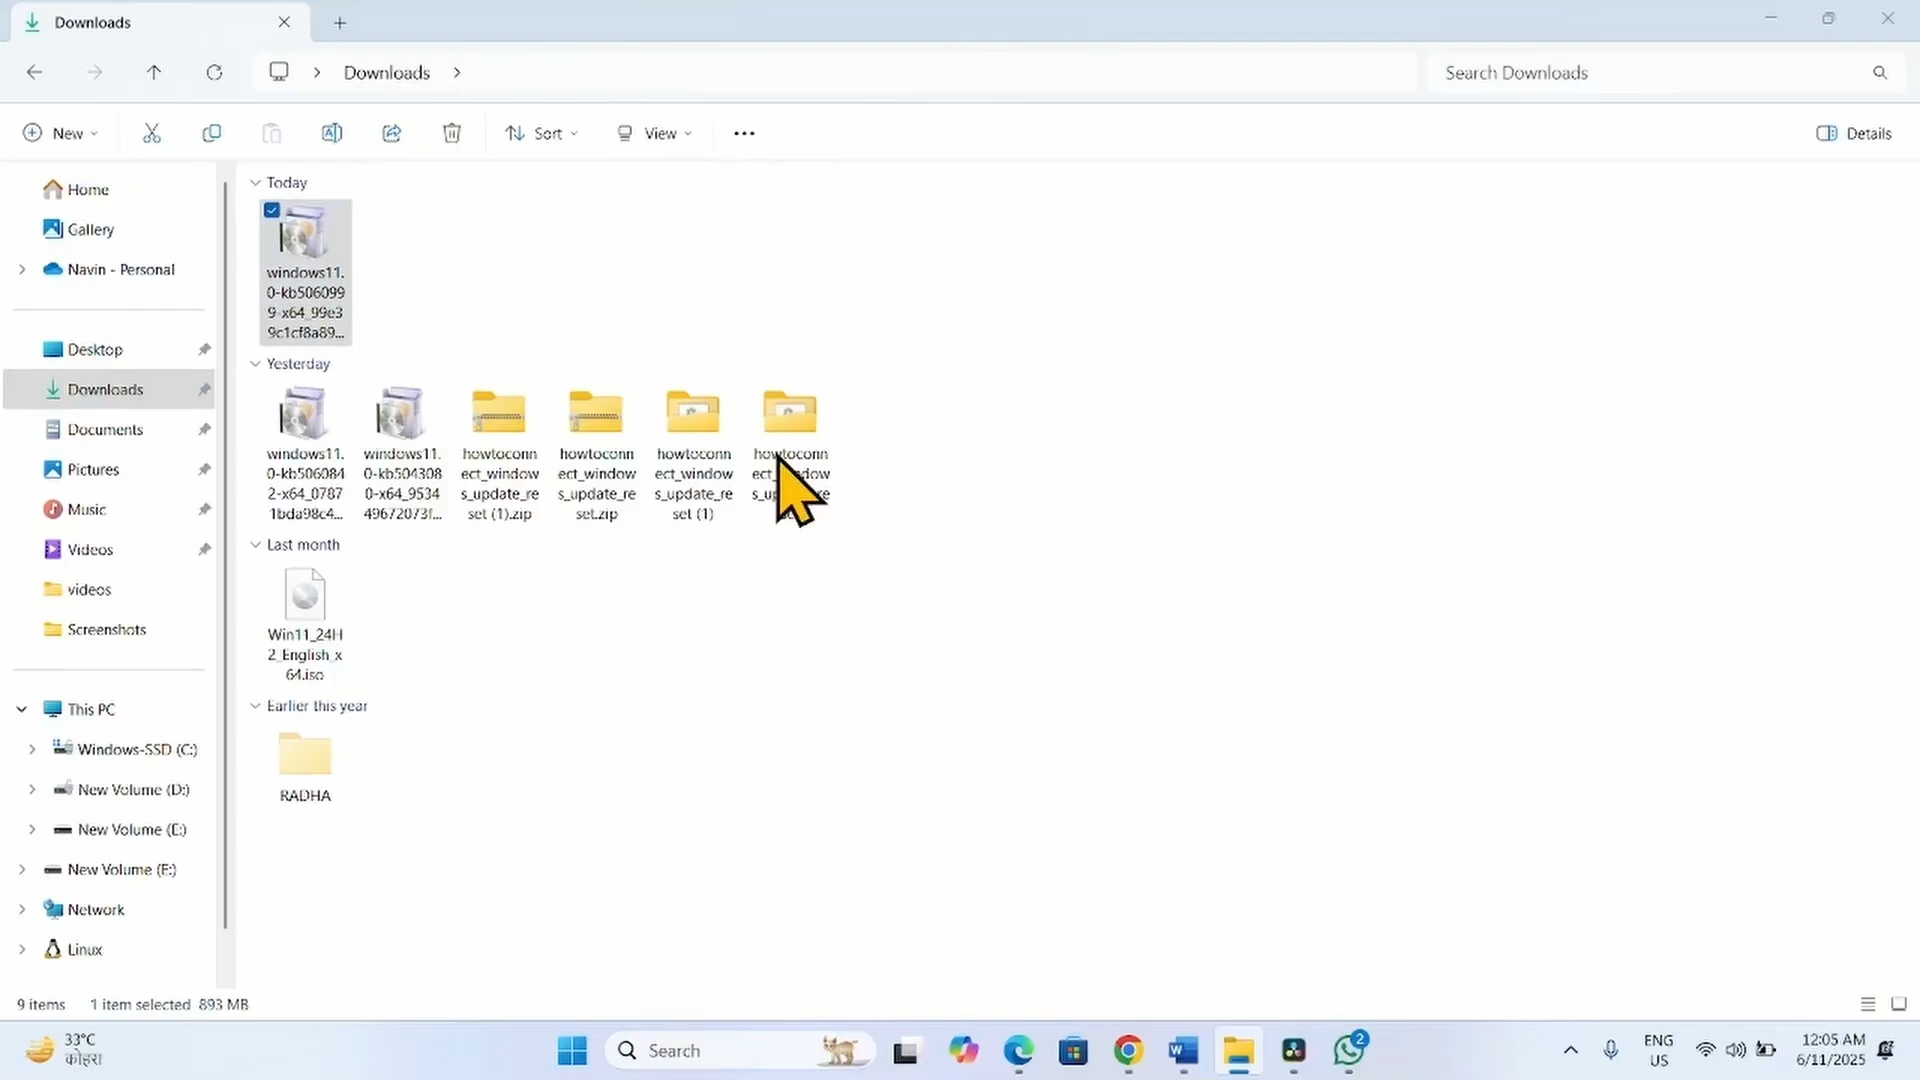 Downloads
Downloads
Search Downloads
New
Sort
View
Details
Home
Gallery
Navin - Personal
Desktop
Downloads
Documents
Pictures
Music
Videos
videos
Screenshots
This PC
Windows-SSD (C:)
New Volume (D:)
New Volume (E:)
New Volume (E:)
Network
Linux
Today
windows11.
0-kb506099
9-x64_99e3
9c1cf8a89...
Yesterday
windows11.
0-kb506084
2-x64_0787
1bda98c4...
windows11.
0-kb504308
0-x64_9534
49672073f...
howtoconn
ect_window
s_update_re
set (1).zip
howtoconn
ect_window
s_update_re
set.zip
howtoconn
ect_window
s_update_re
set (1)
howtoconn
Last month
Win11_24H
2_English_x
64.iso
Earlier this year
RADHA
9 items
1 item selected 893 MB
33°C
कोहरा
Search
2
ENG
US
12:05 AM
6/11/2025